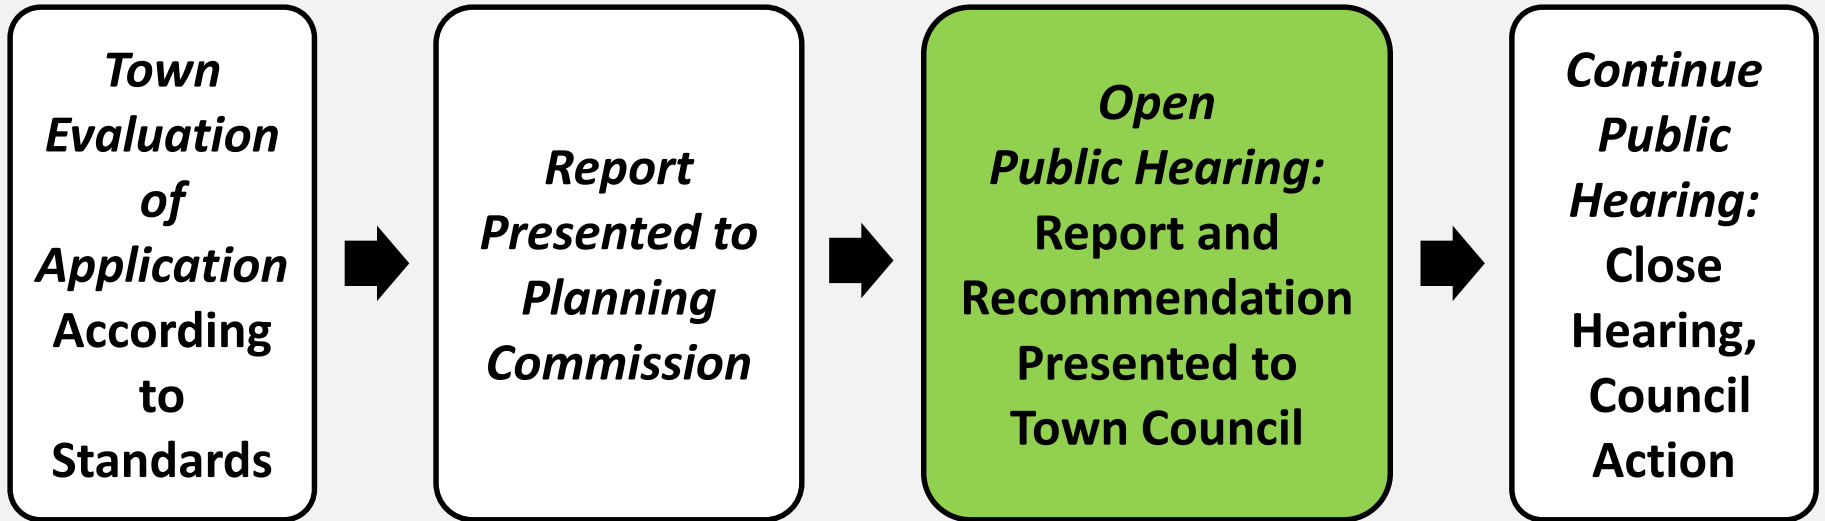 Town
Evaluation
of
Application
According
to
Standards
Report
Presented to
Planning
Commission
Open
Public Hearing:
Report and
Recommendation
Presented to
Town Council
Continue
Public
Hearing:
Close
Hearing,
Council
Action